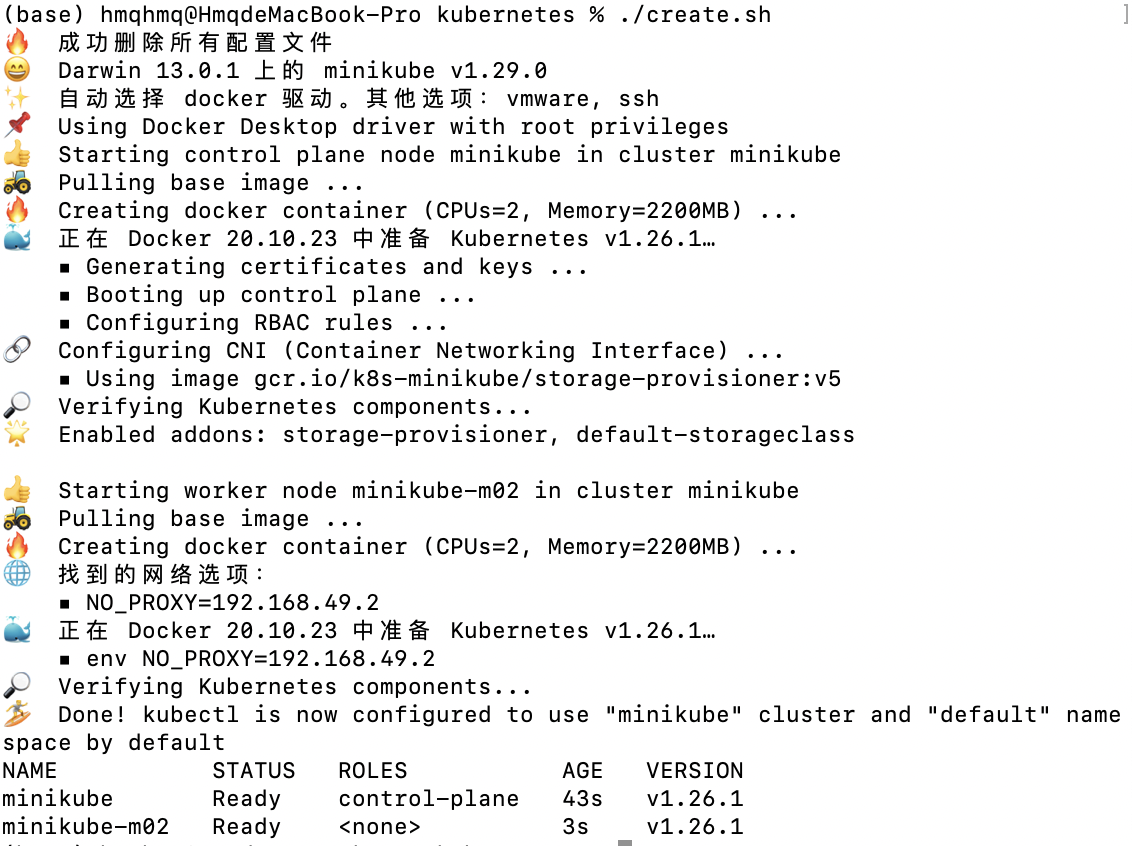 (base) hmqhmq@HmqdeMacBook-Pro kubernetes % ./create.sh
🔥  成功删除所有配置文件
😄  Darwin 13.0.1 上的 minikube v1.29.0
✨  自动选择 docker 驱动。其他选项：vmware, ssh
📌  Using Docker Desktop driver with root privileges
👍  Starting control plane node minikube in cluster minikube
🚜  Pulling base image ...
🔥  Creating docker container (CPUs=2, Memory=2200MB) ...
🐳  正在 Docker 20.10.23 中准备 Kubernetes v1.26.1…
    ▪ Generating certificates and keys ...
    ▪ Booting up control plane ...
    ▪ Configuring RBAC rules ...
🔗  Configuring CNI (Container Networking Interface) ...
    ▪ Using image gcr.io/k8s-minikube/storage-provisioner:v5
🔎  Verifying Kubernetes components...
🌟  Enabled addons: storage-provisioner, default-storageclass
👍  Starting worker node minikube-m02 in cluster minikube
🚜  Pulling base image ...
🔥  Creating docker container (CPUs=2, Memory=2200MB) ...
🌐  找到的网络选项：
    ▪ NO_PROXY=192.168.49.2
🐳  正在 Docker 20.10.23 中准备 Kubernetes v1.26.1…
    ▪ env NO_PROXY=192.168.49.2
🔎  Verifying Kubernetes components...
🏄  Done! kubectl is now configured to use "minikube" cluster and "default" name
space by default
NAME           STATUS   ROLES           AGE   VERSION
minikube       Ready    control-plane   43s   v1.26.1
minikube-m02   Ready    <none>          3s    v1.26.1